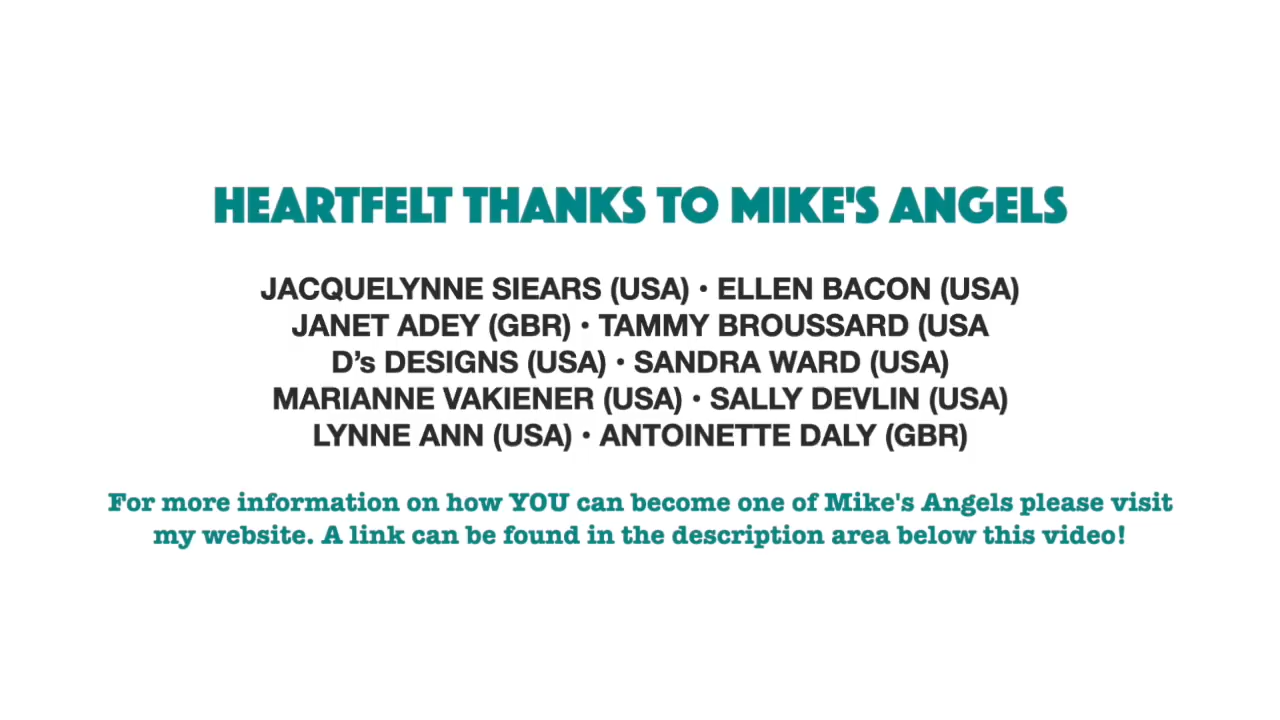 HEARTFELT THANKS TO MIKE'S ANGELS
JACQUELYNNE SIEARS (USA) • ELLEN BACON (USA)
JANET ADEY (GBR) • TAMMY BROUSSARD (USA
D’s DESIGNS (USA) • SANDRA WARD (USA)
MARIANNE VAKIENER (USA) • SALLY DEVLIN (USA)
LYNNE ANN (USA) • ANTOINETTE DALY (GBR)
For more information on how YOU can become one of Mike's Angels please visit
my website. A link can be found in the description area below this video!